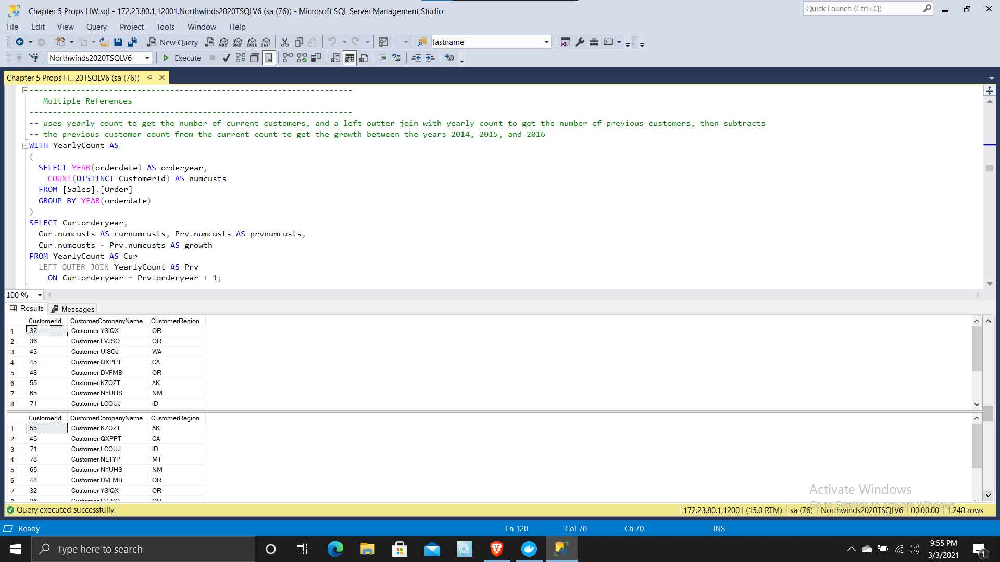 Chapter 5 Props HW.sql - 172.23.80.1,12001.Northwinds2020TSQLV6 (sa (76)) - Microsoft SQL Server Management Studio
Quick Launch (Ctrl+Q)
File Edit View Query Project Tools Window Help
New Query MDX DMX XMLA DAX lastname
Northwinds2020TSQLV6 Execute
Chapter 5 Props H...20TSQLV6 (sa (76))
---------------------------------------------------------------------
-- Multiple References
---------------------------------------------------------------------
-- uses yearly count to get the number of current customers, and a left outter join with yearly count to get the number of previous customers, then subtracts
-- the previous customer count from the current count to get the growth between the years 2014, 2015, and 2016
WITH YearlyCount AS
(
SELECT YEAR(orderdate) AS orderyear,
COUNT(DISTINCT CustomerId) AS numcusts
FROM [Sales].[Order]
GROUP BY YEAR(orderdate)
)
SELECT Cur.orderyear,
Cur.numcusts AS curnumcusts, Prv.numcusts AS prvnumcusts,
Cur.numcusts - Prv.numcusts AS growth
FROM YearlyCount AS Cur
LEFT OUTER JOIN YearlyCount AS Prv
ON Cur.orderyear = Prv.orderyear + 1;
100 %
Results Messages
CustomerId CustomerCompanyName CustomerRegion
1 32 Customer YSIQX OR
2 36 Customer LVJSO OR
3 43 Customer UISOJ WA
4 45 Customer QXPPT CA
5 48 Customer DVFMB OR
6 55 Customer KZQZT AK
7 65 Customer NYUHS NM
8 71 Customer LCOUJ ID
CustomerId CustomerCompanyName CustomerRegion
1 55 Customer KZQZT AK
2 45 Customer QXPPT CA
3 71 Customer LCOUJ ID
4 78 Customer NLTYP MT
5 65 Customer NYUHS NM
6 48 Customer DVFMB OR
7 32 Customer YSIQX OR
8 36 Customer LVJSO OR
Activate Windows
Go to Settings to activate Windows.
Query executed successfully. 172.23.80.1,12001 (15.0 RTM) sa (76) Northwinds2020TSQLV6 00:00:00 1,248 rows
Ready Ln 120 Col 70 Ch 70 INS
Type here to search
9:55 PM
3/3/2021
1